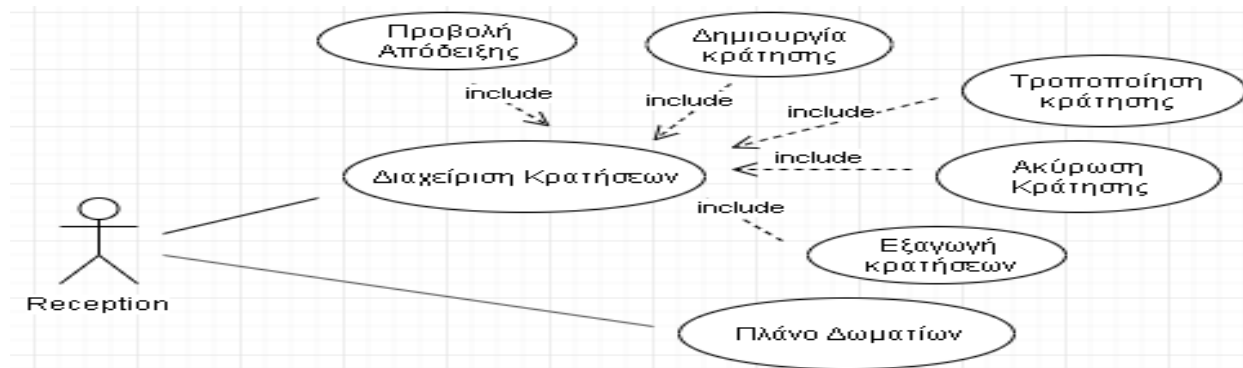 Προβολή
Απόδειξης
Δημιουργία
κράτησης
Τροποποίηση
κράτησης
include
include
include
include
Διαχείριση Κρατήσεων
Ακύρωση
Κράτησης
include
Εξαγωγή
κρατήσεων
Reception
Πλάνο Δωματίων